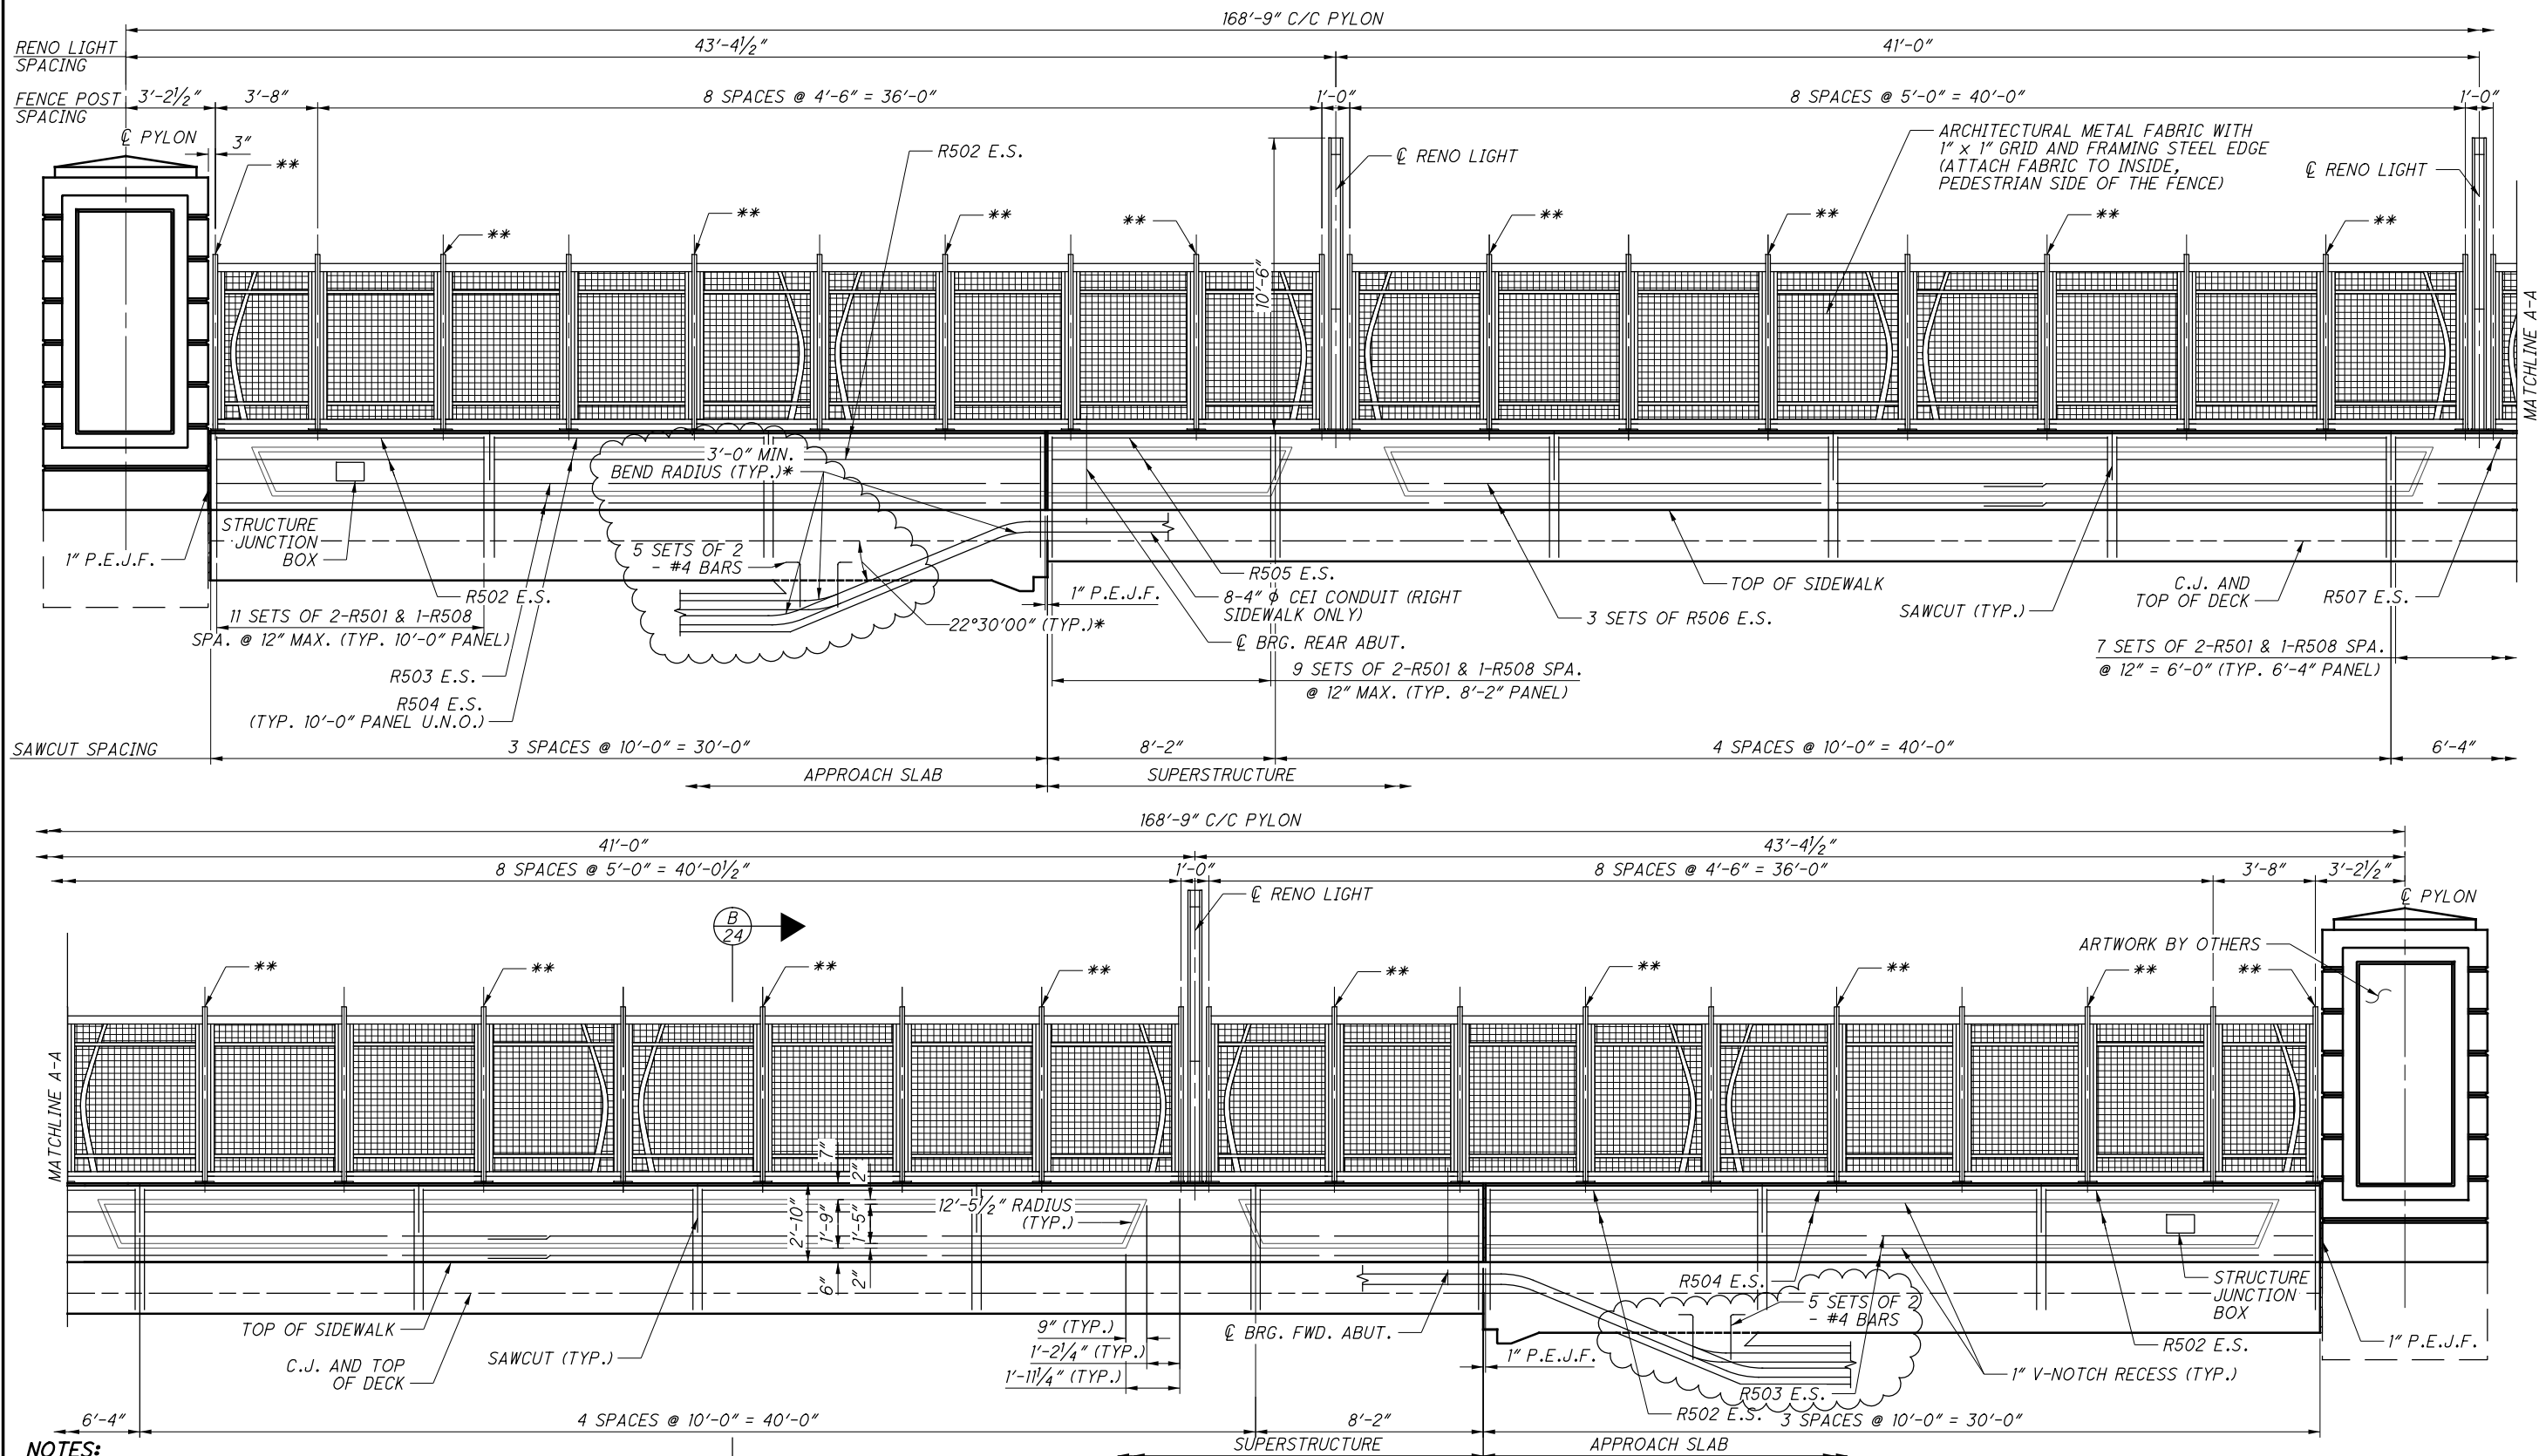 168'-9" C/C PYLON
RENO LIGHT
SPACING
43'-4½"
41'-0"
FENCE POST
SPACING
3'-2½"
3'-8"
8 SPACES @ 4'-6" = 36'-0"
1'-0"
8 SPACES @ 5'-0" = 40'-0"
1'-0"
℄ PYLON
3"
**
R502 E.S.
℄ RENO LIGHT
ARCHITECTURAL METAL FABRIC WITH
1" x 1" GRID AND FRAMING STEEL EDGE
(ATTACH FABRIC TO INSIDE,
PEDESTRIAN SIDE OF THE FENCE)
℄ RENO LIGHT
**
**
**
**
**
**
**
**
10'-6"
MATCHLINE A-A
3'-0" MIN.
BEND RADIUS (TYP.)*
STRUCTURE
JUNCTION
BOX
1" P.E.J.F.
5 SETS OF 2
- #4 BARS
R502 E.S.
11 SETS OF 2-R501 & 1-R508
SPA. @ 12" MAX. (TYP. 10'-0" PANEL)
R503 E.S.
R504 E.S.
(TYP. 10'-0" PANEL U.N.O.)
22°30'00" (TYP.)*
1" P.E.J.F.
R505 E.S.
8-4" ϕ CEI CONDUIT (RIGHT
SIDEWALK ONLY)
℄ BRG. REAR ABUT.
9 SETS OF 2-R501 & 1-R508 SPA.
@ 12" MAX. (TYP. 8'-2" PANEL)
TOP OF SIDEWALK
3 SETS OF R506 E.S.
SAWCUT (TYP.)
C.J. AND
TOP OF DECK
R507 E.S.
7 SETS OF 2-R501 & 1-R508 SPA.
@ 12" = 6'-0" (TYP. 6'-4" PANEL)
SAWCUT SPACING
3 SPACES @ 10'-0" = 30'-0"
8'-2"
4 SPACES @ 10'-0" = 40'-0"
6'-4"
APPROACH SLAB
SUPERSTRUCTURE
168'-9" C/C PYLON
41'-0"
43'-4½"
8 SPACES @ 5'-0" = 40'-0½"
1'-0"
8 SPACES @ 4'-6" = 36'-0"
3'-8"
3'-2½"
℄ RENO LIGHT
℄ PYLON
B
24
ARTWORK BY OTHERS
**
**
**
**
**
**
**
**
**
MATCHLINE A-A
7"
2"
2'-10"
1'-9"
1'-5"
6"
2"
12'-5½" RADIUS
(TYP.)
TOP OF SIDEWALK
C.J. AND TOP
OF DECK
SAWCUT (TYP.)
9" (TYP.)
1'-2¼" (TYP.)
1'-11¼" (TYP.)
℄ BRG. FWD. ABUT.
1" P.E.J.F.
R504 E.S.
5 SETS OF 2
- #4 BARS
R503 E.S.
R502 E.S.
STRUCTURE
JUNCTION
BOX
R502 E.S.
1" P.E.J.F.
1" V-NOTCH RECESS (TYP.)
6'-4"
4 SPACES @ 10'-0" = 40'-0"
8'-2"
3 SPACES @ 10'-0" = 30'-0"
SUPERSTRUCTURE
APPROACH SLAB
NOTES: